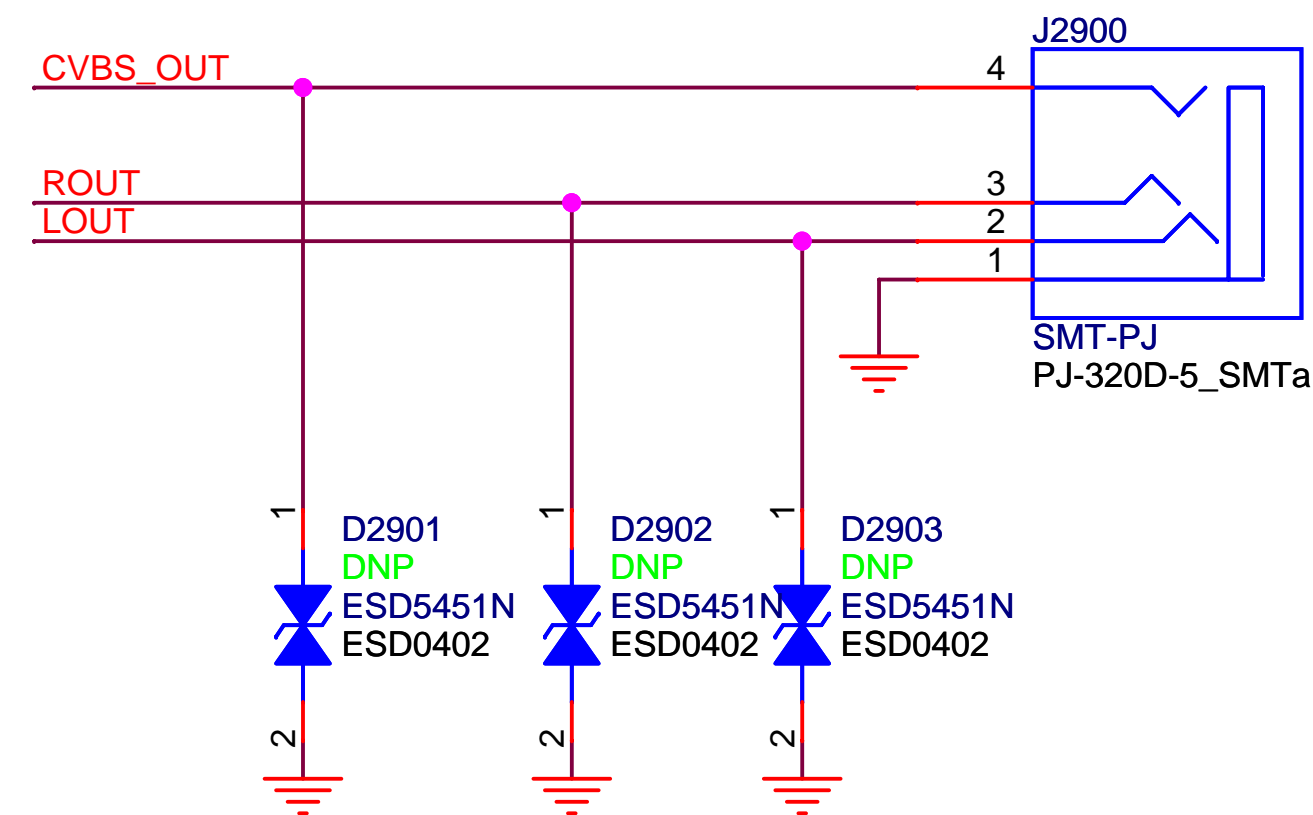 J2900
CVBS_OUT
4
ROUT
3
LOUT
2
1
SMT-PJ
PJ-320D-5_SMTa
1
D2901
DNP
ESD5451N
ESD0402
2
1
D2902
DNP
ESD5451N
ESD0402
2
1
D2903
DNP
ESD5451N
ESD0402
2